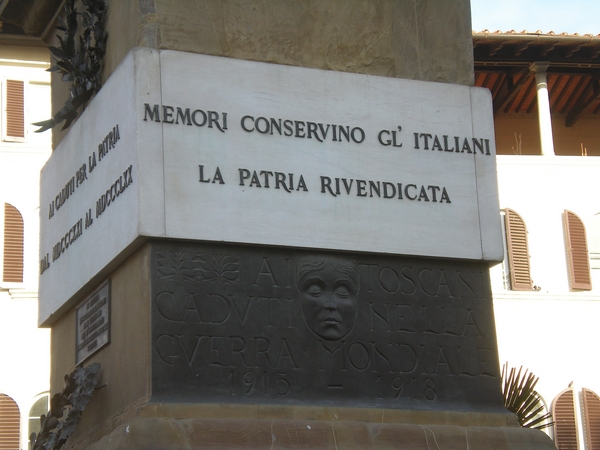 AI CADUTI PER LA PATRIA
DAL MDCCCXXI AL MDCCCLXX
MEMORI CONSERVINO GL' ITALIANI
LA PATRIA RIVENDICATA
AI TOSCANI
CADUTI NELLA
GVERRA MONDIALE
1915 - 1918